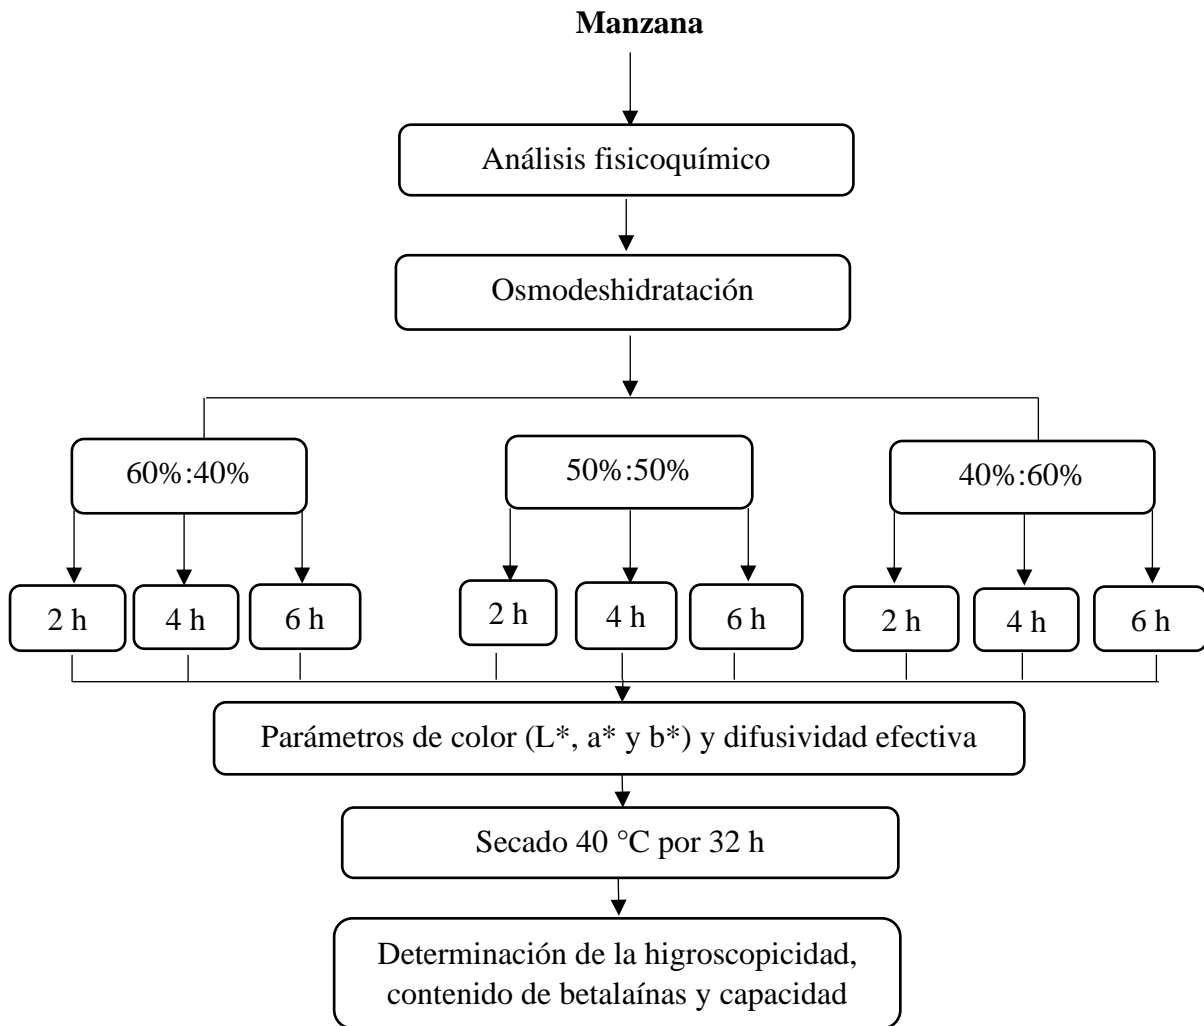 Manzana
Análisis fisicoquímico
Osmodeshidratación
60%:40%
50%:50%
40%:60%
2 h
4 h
6 h
2 h
4 h
6 h
2 h
4 h
6 h
Parámetros de color (L*, a* y b*) y difusividad efectiva
Secado 40 °C por 32 h
Determinación de la higroscopicidad,
contenido de betalaínas y capacidad